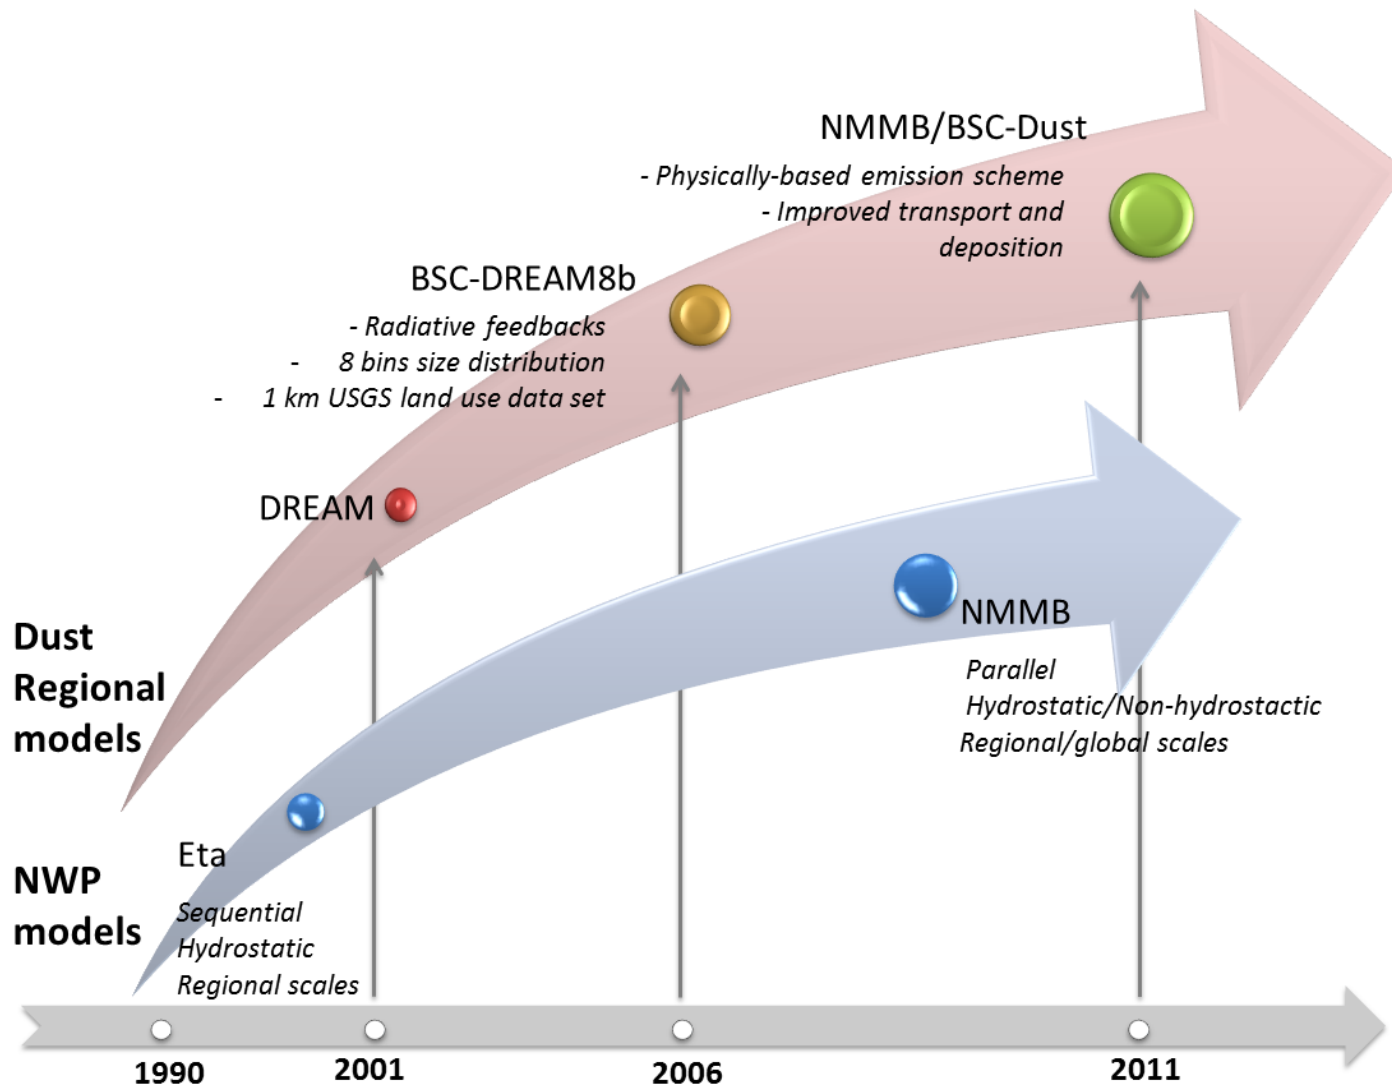 NMMB/BSC-Dust
- Physically-based emission scheme
- Improved transport and
deposition
BSC-DREAM8b
- Radiative feedbacks
- 8 bins size distribution
- 1 km USGS land use data set
DREAM
Dust
Regional
models
NMMB
Parallel
Hydrostatic/Non-hydrostactic
Regional/global scales
Eta
Sequential
Hydrostatic
Regional scales
NWP
models
1990
2001
2006
2011